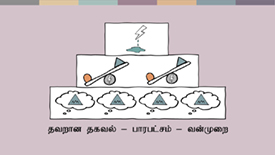 தவறான தகவல் – பாரபட்சம் – வன்முறை